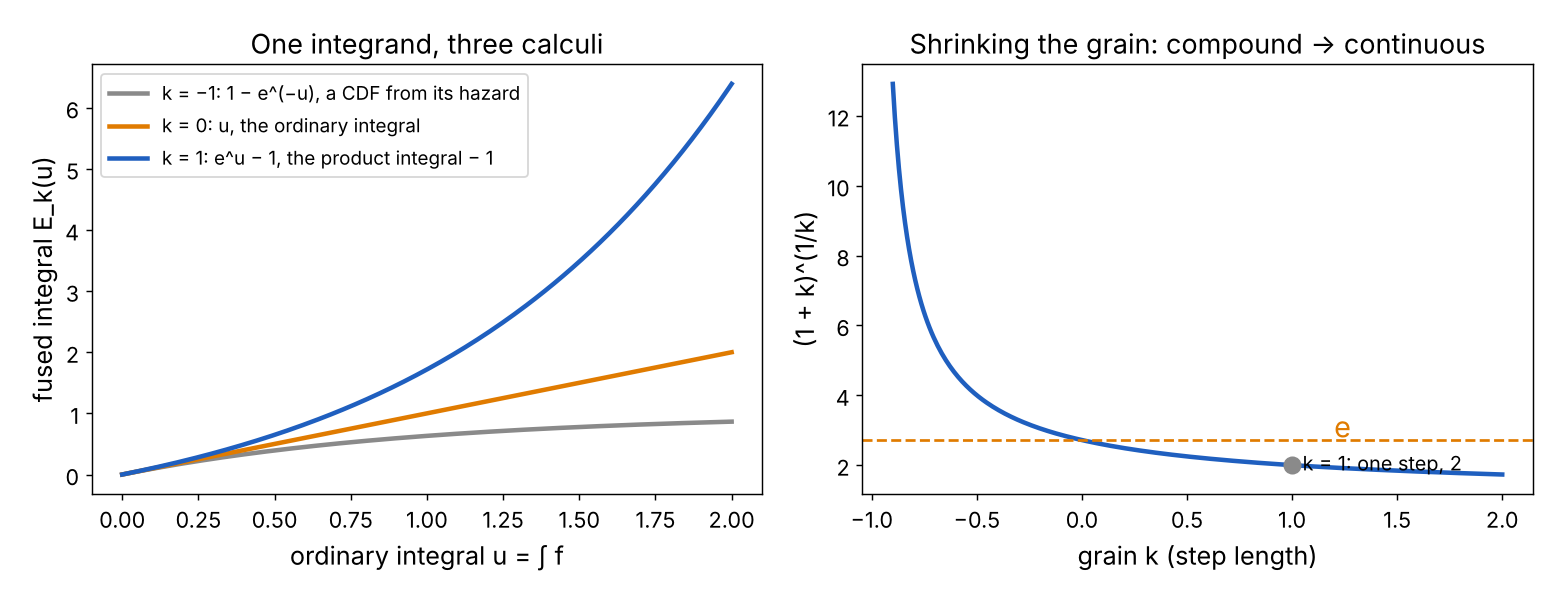 One integrand, three calculi
k = −1: 1 − e^(−u), a CDF from its hazard
k = 0: u, the ordinary integral
k = 1: e^u − 1, the product integral − 1
fused integral E_k(u)
6
5
4
3
2
1
0
0.00 0.25 0.50 0.75 1.00 1.25 1.50 1.75 2.00
ordinary integral u = ∫ f
Shrinking the grain: compound → continuous
(1 + k)^(1/k)
12
10
8
6
4
2
e
k = 1: one step, 2
−1.0 −0.5 0.0 0.5 1.0 1.5 2.0
grain k (step length)